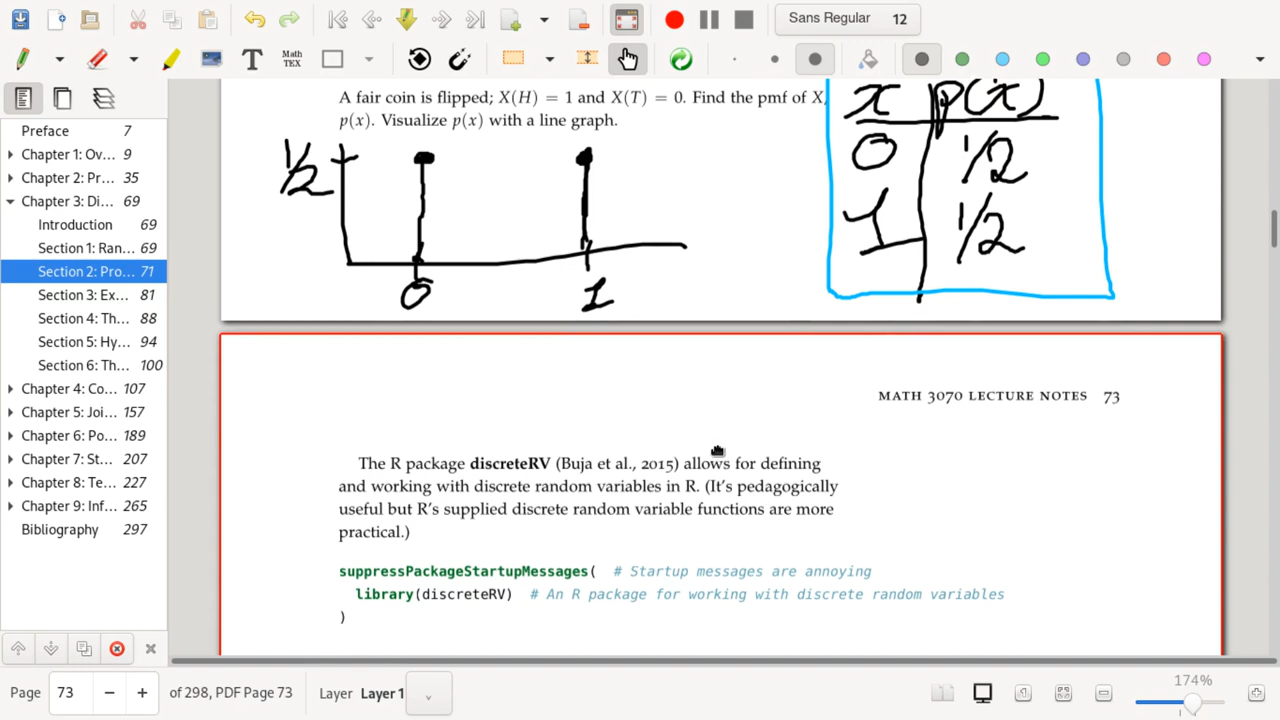 Sans Regular 12
Math
TEX
Preface 7
Chapter 1: Ov... 9
Chapter 2: Pr... 35
Chapter 3: Di... 69
Introduction 69
Section 1: Ran... 69
Section 2: Pro... 71
Section 3: Ex... 81
Section 4: Th... 88
Section 5: Hy... 94
Section 6: Th... 100
Chapter 4: Co... 107
Chapter 5: Joi... 157
Chapter 6: Po... 189
Chapter 7: St... 207
Chapter 8: Te... 227
Chapter 9: Inf... 265
Bibliography 297
A fair coin is flipped; X(H) = 1 and X(T) = 0. Find the pmf of X,
p(x). Visualize p(x) with a line graph.
1/2
0 1
x p(x)
0 1/2
1 1/2
MATH 3070 LECTURE NOTES 73
The R package discreteRV (Buja et al., 2015) allows for defining
and working with discrete random variables in R. (It's pedagogically
useful but R's supplied discrete random variable functions are more
practical.)
suppressPackageStartupMessages( # Startup messages are annoying
library(discreteRV) # An R package for working with discrete random variables
)
Page 73 of 298, PDF Page 73 Layer Layer 1 174%